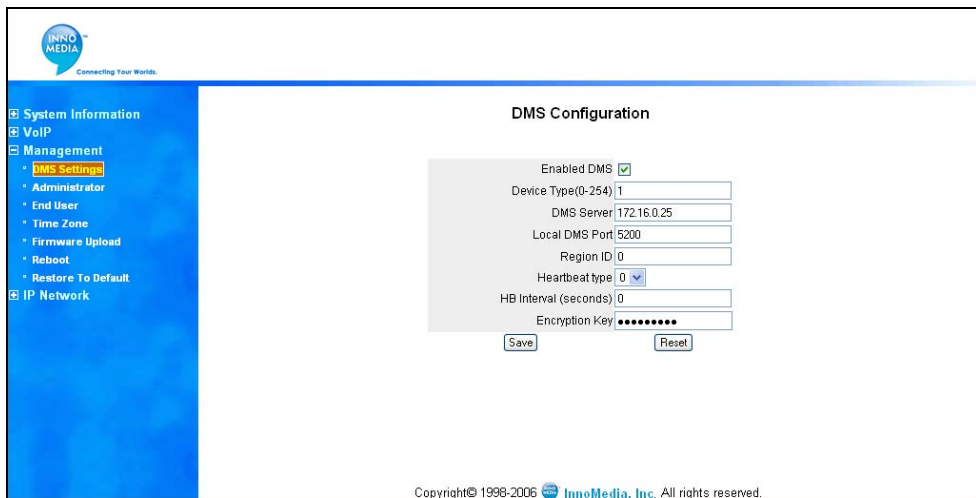 INNO
MEDIA™
Connecting Your Worlds.
System Information
VoIP
Management
DMS Settings
Administrator
End User
Time Zone
Firmware Upload
Reboot
Restore To Default
IP Network
DMS Configuration
Enabled DMS
Device Type(0-254) 1
DMS Server 172.16.0.25
Local DMS Port 5200
Region ID 0
Heartbeat type 0
HB Interval (seconds) 0
Encryption Key •••••••••
Save Reset
Copyright© 1998-2006 InnoMedia, Inc. All rights reserved.